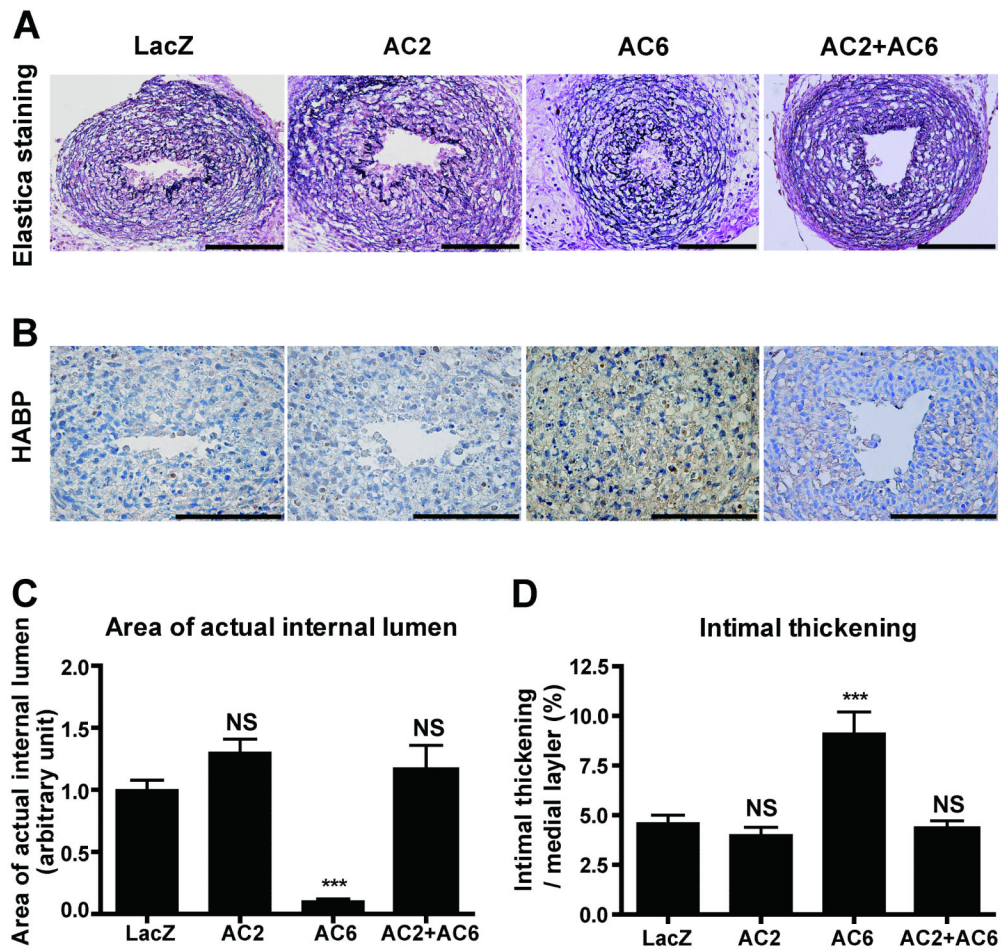 A
LacZ AC2 AC6 AC2+AC6
Elastica staining
B
HABP
C
Area of actual internal lumen
Area of actual internal lumen
(arbitrary unit)
2.0
1.5
1.0
0.5
0.0
NS
***
NS
LacZ AC2 AC6 AC2+AC6
D
Intimal thickening
Intimal thickening
/ medial layler (%)
12.5
10.0
7.5
5.0
2.5
0.0
NS
***
NS
LacZ AC2 AC6 AC2+AC6